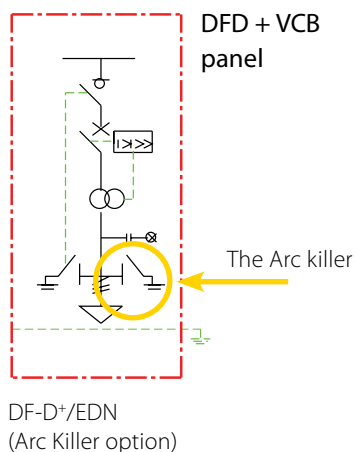 DFD + VCB
panel
I>I>>
The Arc killer
DF-D⁺/EDN
(Arc Killer option)